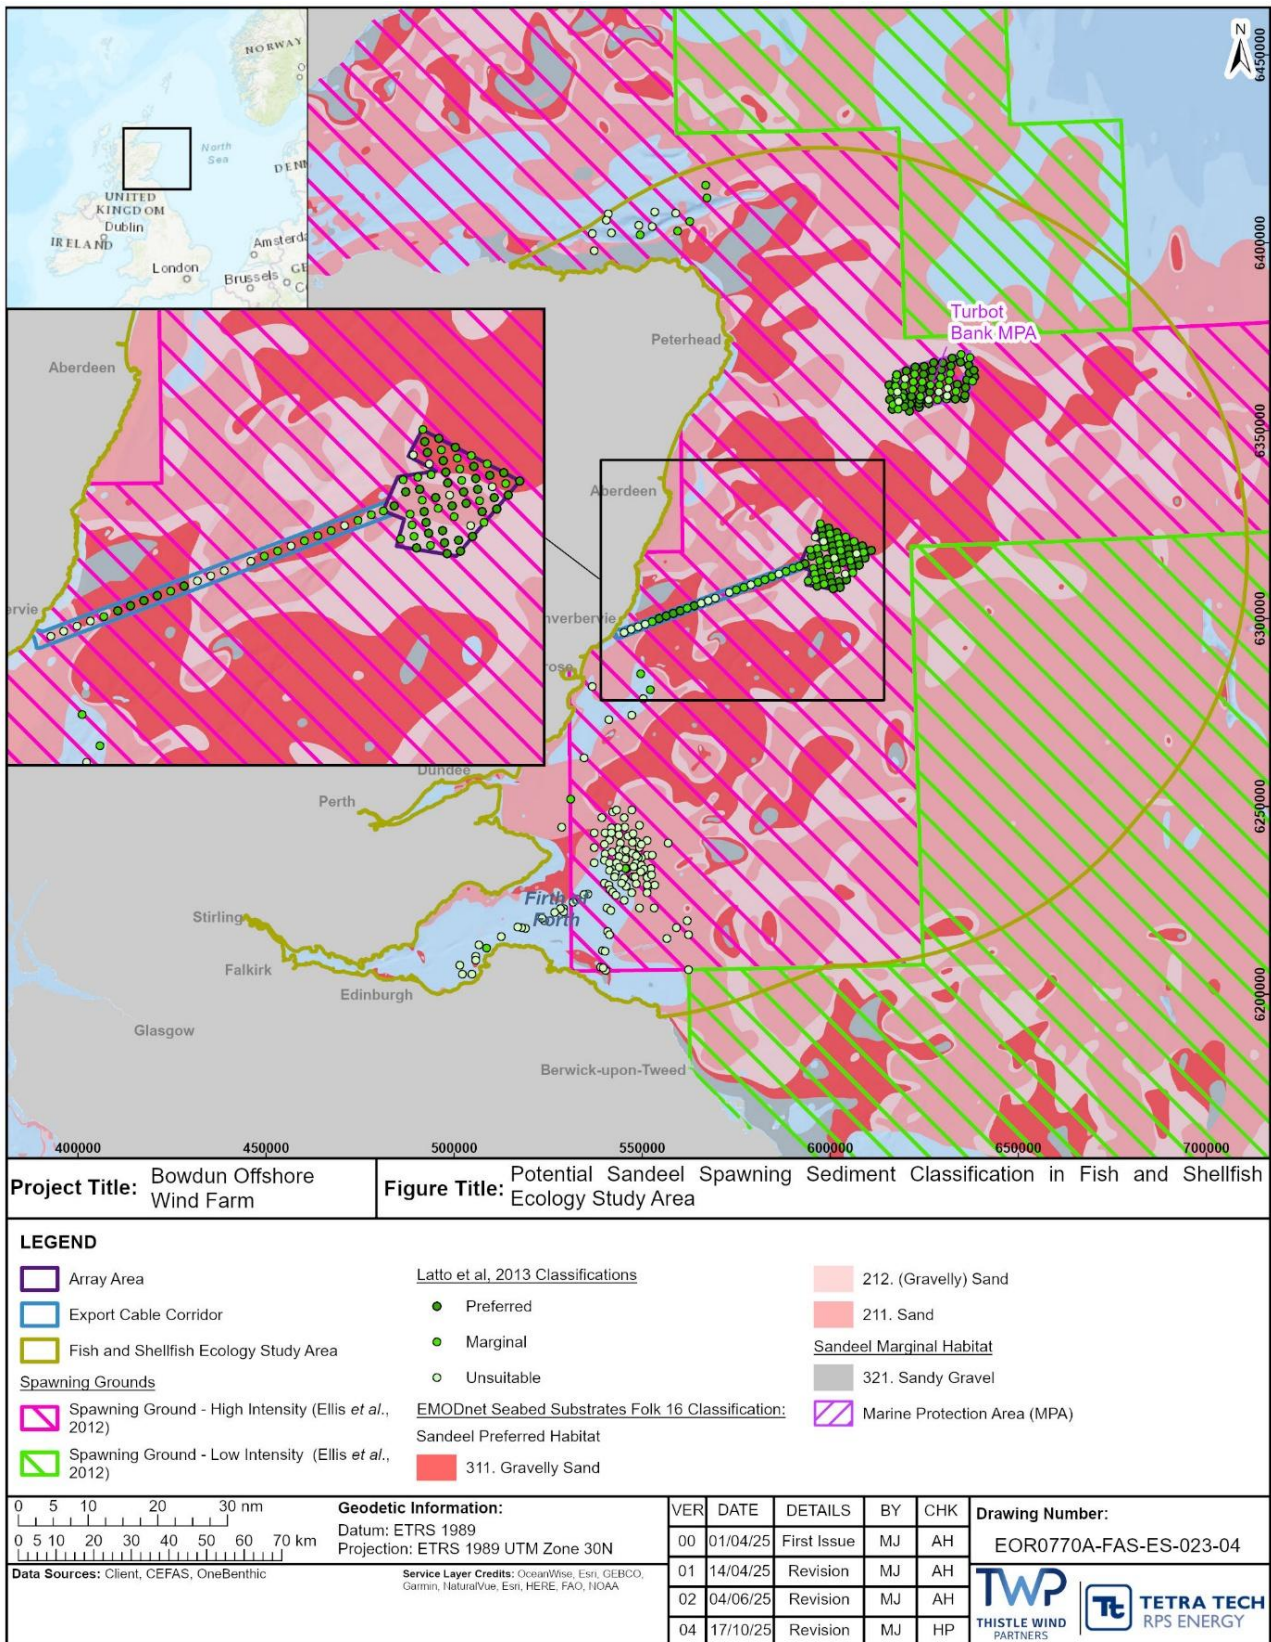 N
NORWAY
North
Sea
UNITED
KINGDOM
Dublin
IRELAND
London
Amsterda
Brussels
GE
C
DEN
6450000
6400000
6350000
6300000
6250000
6200000
Turbot
Bank MPA
Peterhead
Aberdeen
Aberdeen
ervie
nverbervie
rose
Dundee
Perth
Firth of
Forth
Stirling
Falkirk
Edinburgh
Glasgow
Berwick-upon-Tweed
400000 450000 500000 550000 600000 650000 700000
Project Title: Bowdun Offshore
Wind Farm
Figure Title: Potential Sandeel Spawning Sediment Classification in Fish and Shellfish
Ecology Study Area
LEGEND
Array Area
Export Cable Corridor
Fish and Shellfish Ecology Study Area
Spawning Grounds
Spawning Ground - High Intensity (Ellis et al.,
2012)
Spawning Ground - Low Intensity (Ellis et al.,
2012)
Latto et al, 2013 Classifications
Preferred
Marginal
Unsuitable
EMODnet Seabed Substrates Folk 16 Classification:
Sandeel Preferred Habitat
311. Gravelly Sand
212. (Gravelly) Sand
211. Sand
Sandeel Marginal Habitat
321. Sandy Gravel
Marine Protection Area (MPA)
0 5 10 20 30 nm
0 5 10 20 30 40 50 60 70 km
Geodetic Information:
Datum: ETRS 1989
Projection: ETRS 1989 UTM Zone 30N
Data Sources: Client, CEFAS, OneBenthic
Service Layer Credits: OceanWise, Esri, GEBCO,
Garmin, NaturalVue, Esri, HERE, FAO, NOAA
VER DATE DETAILS BY CHK
00 01/04/25 First Issue MJ AH
01 14/04/25 Revision MJ AH
02 04/06/25 Revision MJ AH
04 17/10/25 Revision MJ HP
Drawing Number:
EOR0770A-FAS-ES-023-04
TWP
THISTLE WIND
PARTNERS
Tt
TETRA TECH
RPS ENERGY